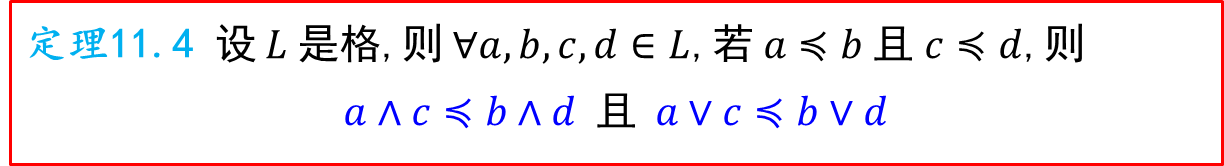 定理11.4 设 L 是格, 则 ∀a, b, c, d ∈ L, 若 a ≼ b 且 c ≼ d, 则
a ∧ c ≼ b ∧ d 且 a ∨ c ≼ b ∨ d